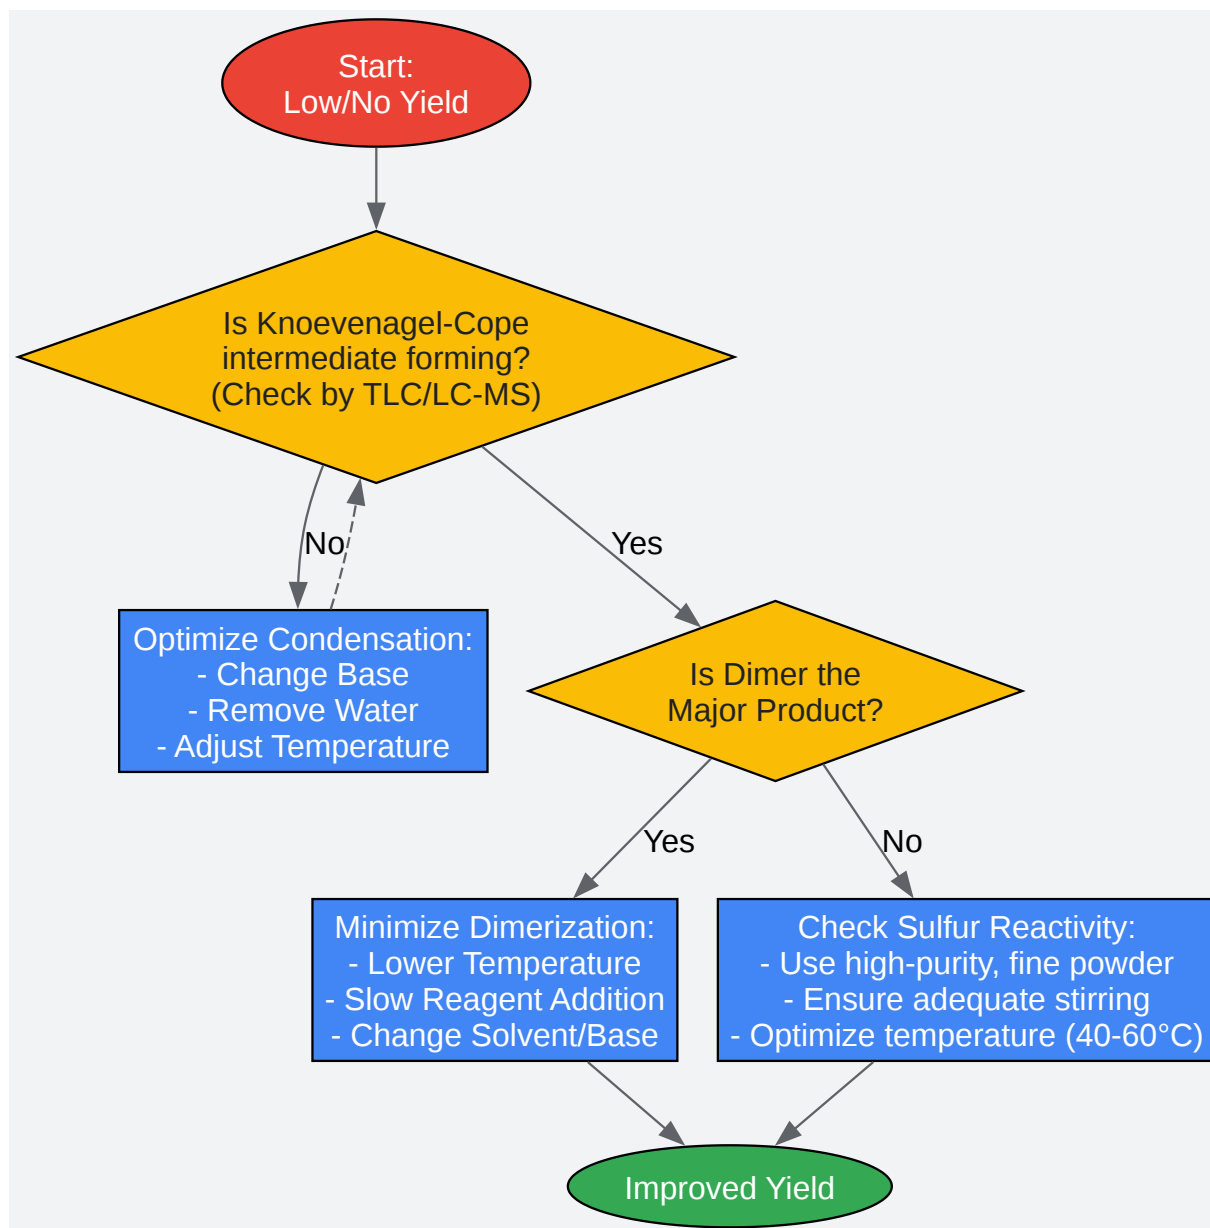 Start:
Low/No Yield
Is Knoevenagel-Cope
intermediate forming?
(Check by TLC/LC-MS)
No
Yes
Optimize Condensation:
- Change Base
- Remove Water
- Adjust Temperature
Is Dimer the
Major Product?
Yes
No
Minimize Dimerization:
- Lower Temperature
- Slow Reagent Addition
- Change Solvent/Base
Check Sulfur Reactivity:
- Use high-purity, fine powder
- Ensure adequate stirring
- Optimize temperature (40-60°C)
Improved Yield